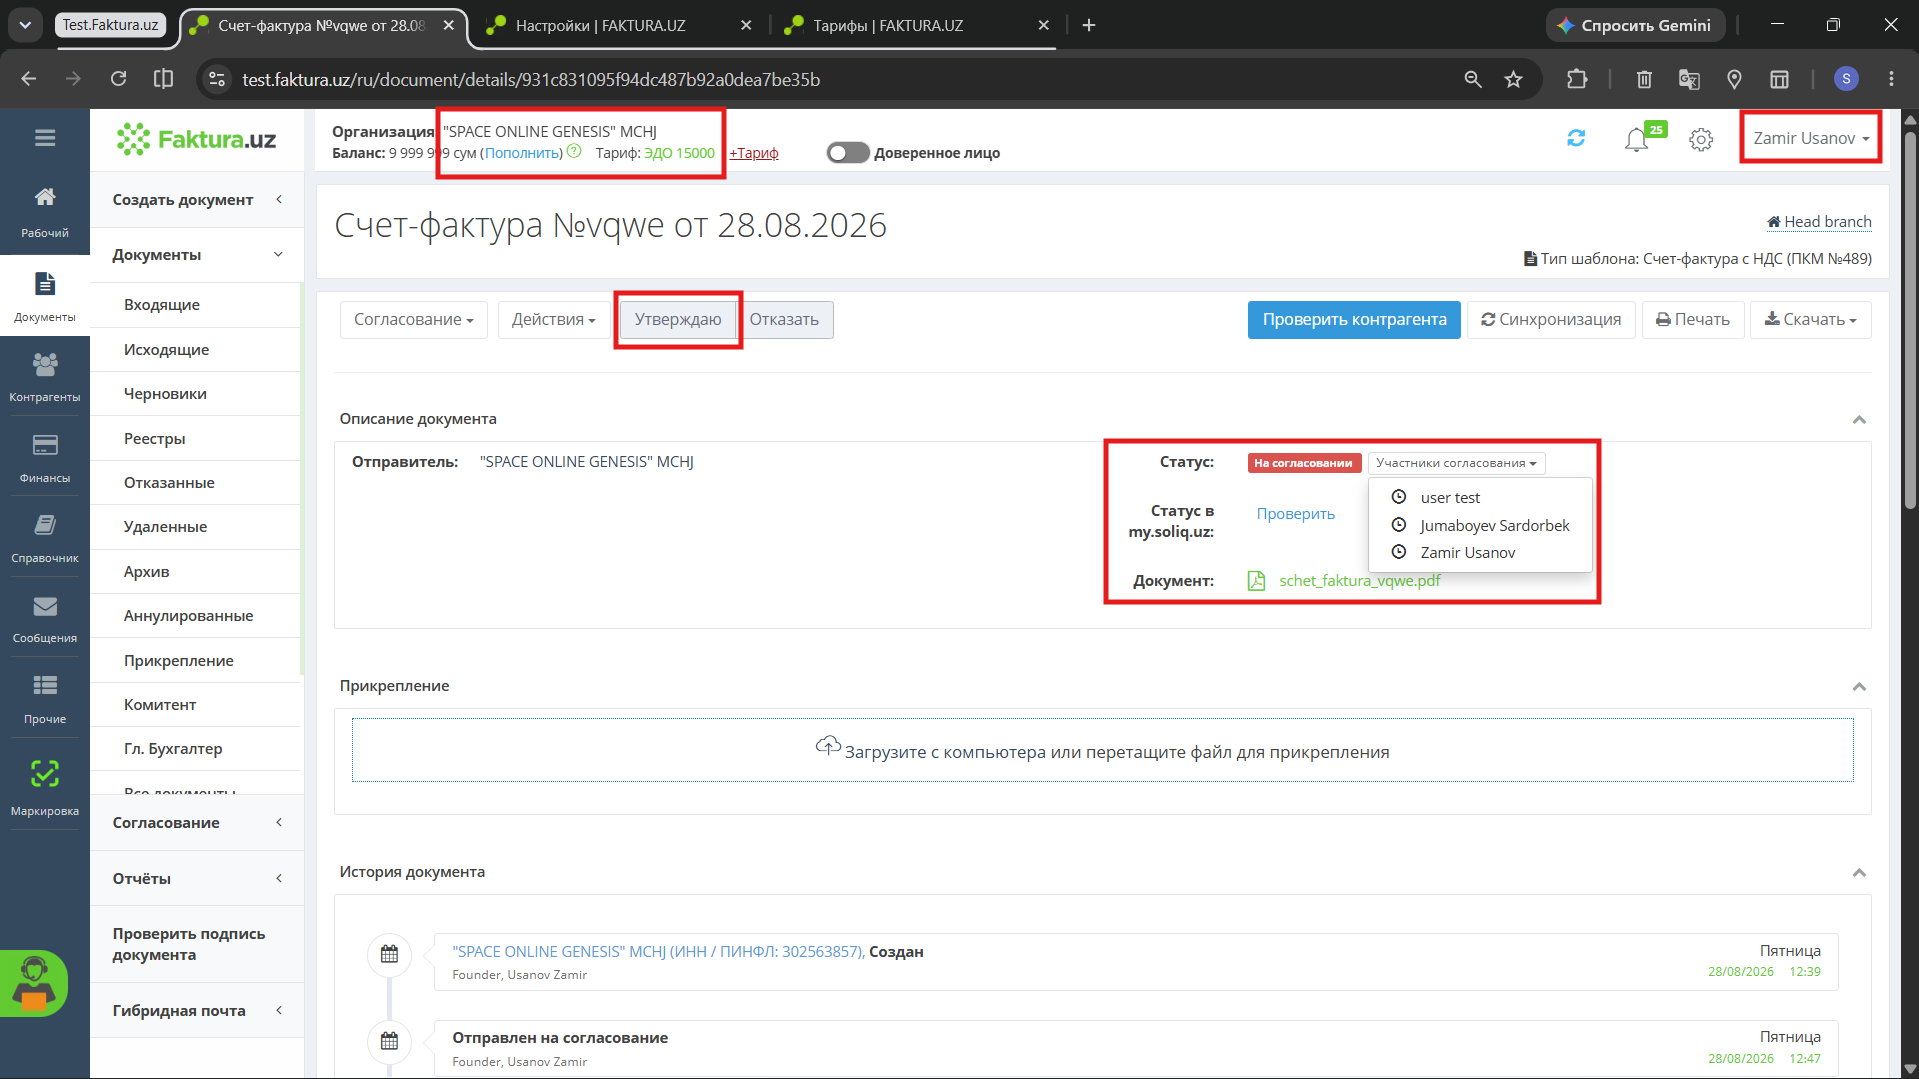 Test.Faktura.uz
Счет-фактура №vqwe от 28.08
Настройки | FAKTURA.UZ
Тарифы | FAKTURA.UZ
Спросить Gemini
test.faktura.uz/ru/document/details/931c831095f94dc487b92a0dea7be35b
S
Faktura.uz
Организация: "SPACE ONLINE GENESIS" MCHJ
Баланс: 9 999 999 сум (Пополнить) ? Тариф: ЭДО 15000 +Тариф
Доверенное лицо
25
Zamir Usanov
Рабочий
Документы
Контрагенты
Финансы
Справочник
Сообщения
Прочие
Маркировка
Создать документ
Документы
Входящие
Исходящие
Черновики
Реестры
Отказанные
Удаленные
Архив
Аннулированные
Прикрепление
Комитент
Гл. Бухгалтер
Все документы
Согласование
Отчёты
Проверить подпись
документа
Гибридная почта
Счет-фактура №vqwe от 28.08.2026
Head branch
Тип шаблона: Счет-фактура с НДС (ПКМ №489)
Согласование
Действия
Утверждаю
Отказать
Проверить контрагента
Синхронизация
Печать
Скачать
Описание документа
Отправитель: "SPACE ONLINE GENESIS" MCHJ
Статус: На согласовании Участники согласования
user test
Jumaboyev Sardorbek
Zamir Usanov
Статус в
my.soliq.uz:
Проверить
Документ: schet_faktura_vqwe.pdf
Прикрепление
Загрузите с компьютера или перетащите файл для прикрепления
История документа
"SPACE ONLINE GENESIS" MCHJ (ИНН / ПИНФЛ: 302563857), Создан
Founder, Usanov Zamir
Пятница
28/08/2026 12:39
Отправлен на согласование
Founder, Usanov Zamir
Пятница
28/08/2026 12:47